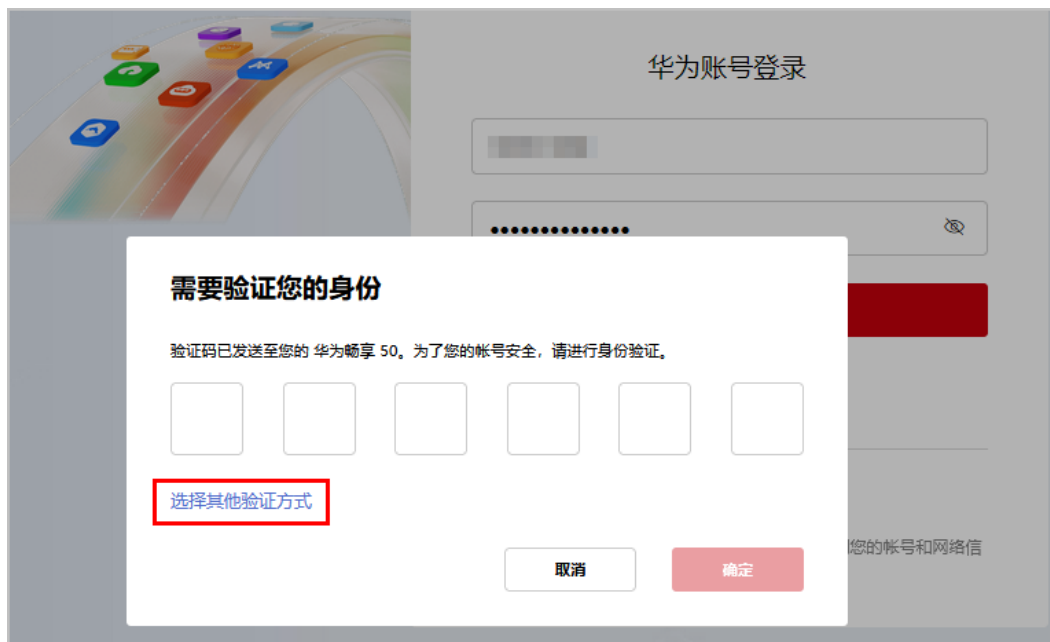 华为账号登录
••••••••••••••
需要验证您的身份
验证码已发送至您的 华为畅享 50。为了您的帐号安全，请进行身份验证。
选择其他验证方式
您的帐号和网络信
取消
确定